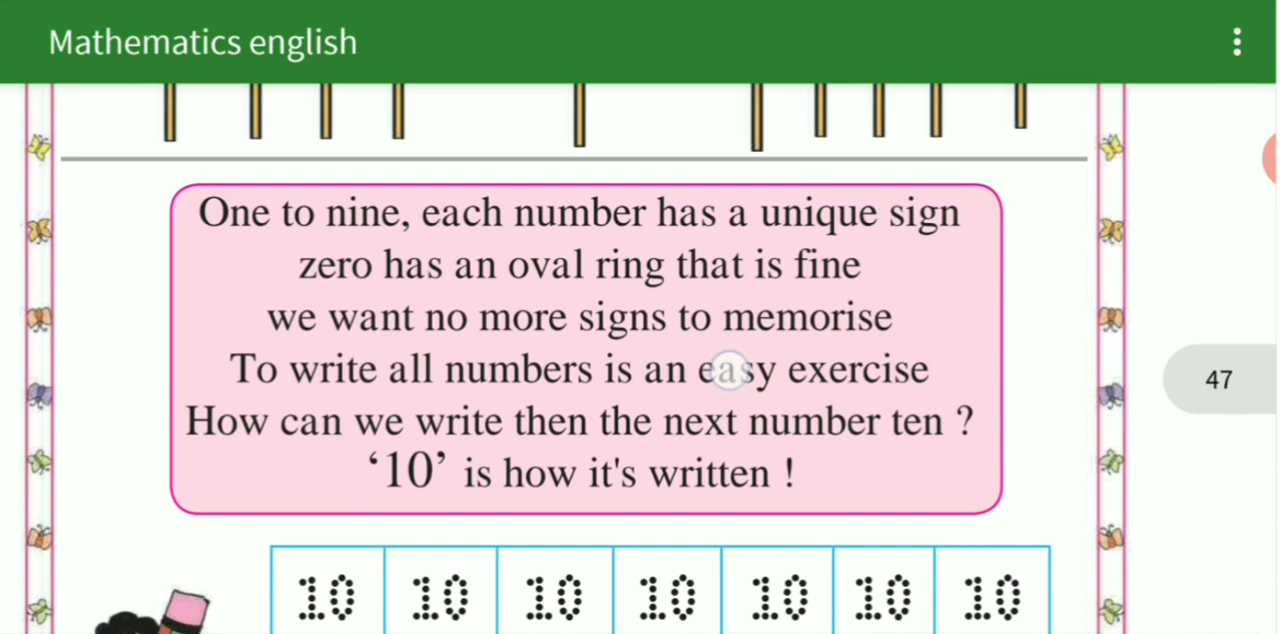 Mathematics english
One to nine, each number has a unique sign
zero has an oval ring that is fine
we want no more signs to memorise
To write all numbers is an easy exercise
How can we write then the next number ten ?
‘10’ is how it's written !
47
10 10 10 10 10 10 10